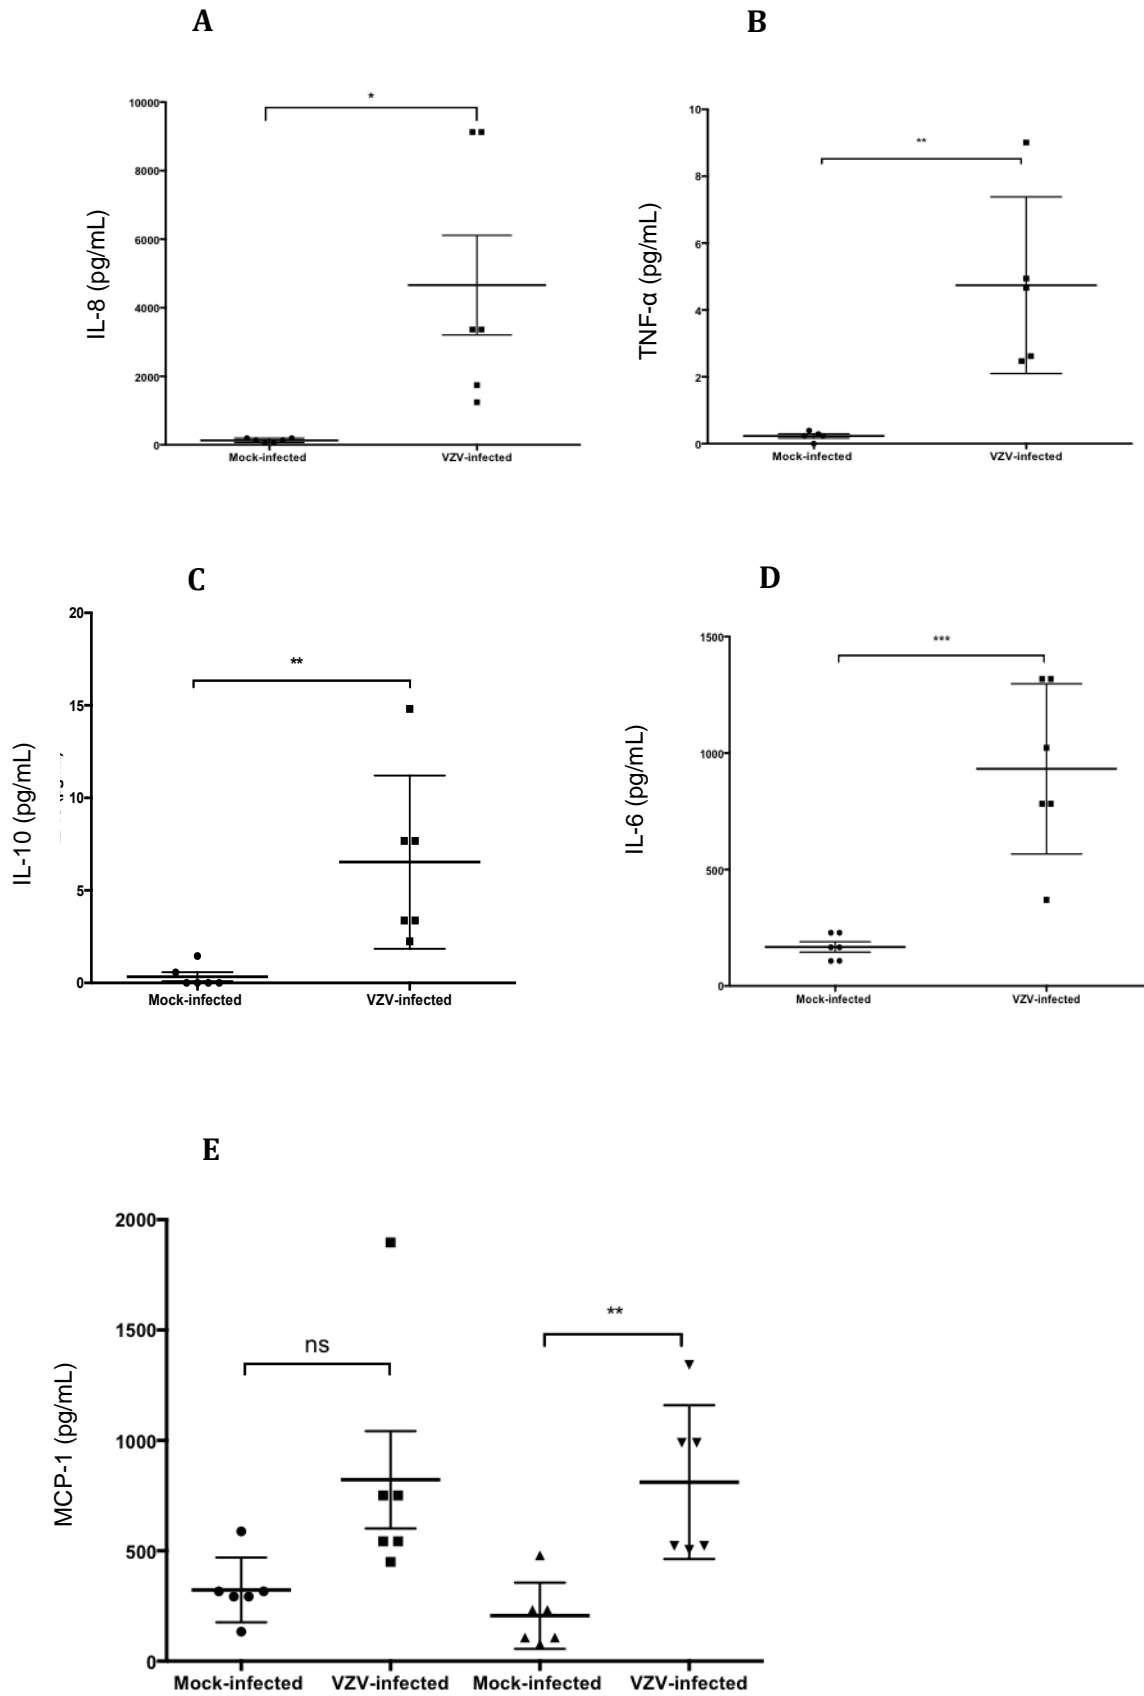 A
B
IL-8 (pg/mL)
10000
8000
6000
4000
2000
0
*
Mock-infected
VZV-infected
TNF-α (pg/mL)
10
8
6
4
2
0
**
Mock-infected
VZV-infected
C
D
IL-10 (pg/mL)
20
15
10
5
0
**
Mock-infected
VZV-infected
IL-6 (pg/mL)
1500
1000
500
0
***
Mock-infected
VZV-infected
E
MCP-1 (pg/mL)
2000
1500
1000
500
0
ns
**
Mock-infected
VZV-infected
Mock-infected
VZV-infected